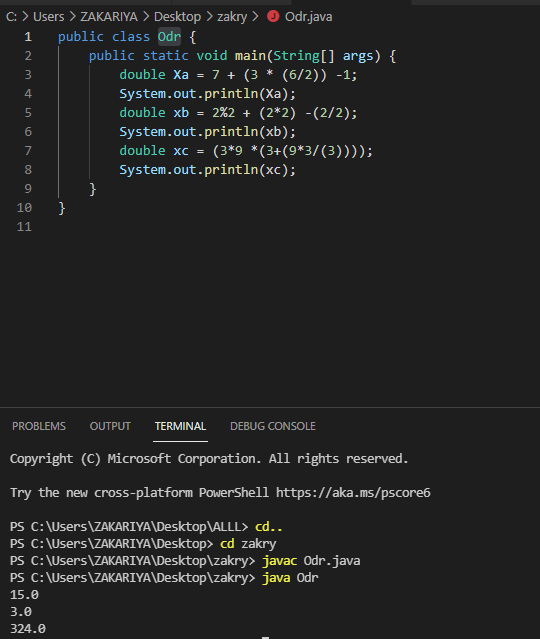 C: > Users > ZAKARIYA > Desktop > zakry > J Odr.java
1 public class Odr {
2 public static void main(String[] args) {
3 double Xa = 7 + (3 * (6/2)) -1;
4 System.out.println(Xa);
5 double xb = 2%2 + (2*2) -(2/2);
6 System.out.println(xb);
7 double xc = (3*9 *(3+(9*3/(3))));
8 System.out.println(xc);
9 }
10 }
11
PROBLEMS OUTPUT TERMINAL DEBUG CONSOLE
Copyright (C) Microsoft Corporation. All rights reserved.
Try the new cross-platform PowerShell https://aka.ms/pscore6
PS C:\Users\ZAKARIYA\Desktop\ALLL> cd..
PS C:\Users\ZAKARIYA\Desktop> cd zakry
PS C:\Users\ZAKARIYA\Desktop\zakry> javac Odr.java
PS C:\Users\ZAKARIYA\Desktop\zakry> java Odr
15.0
3.0
324.0